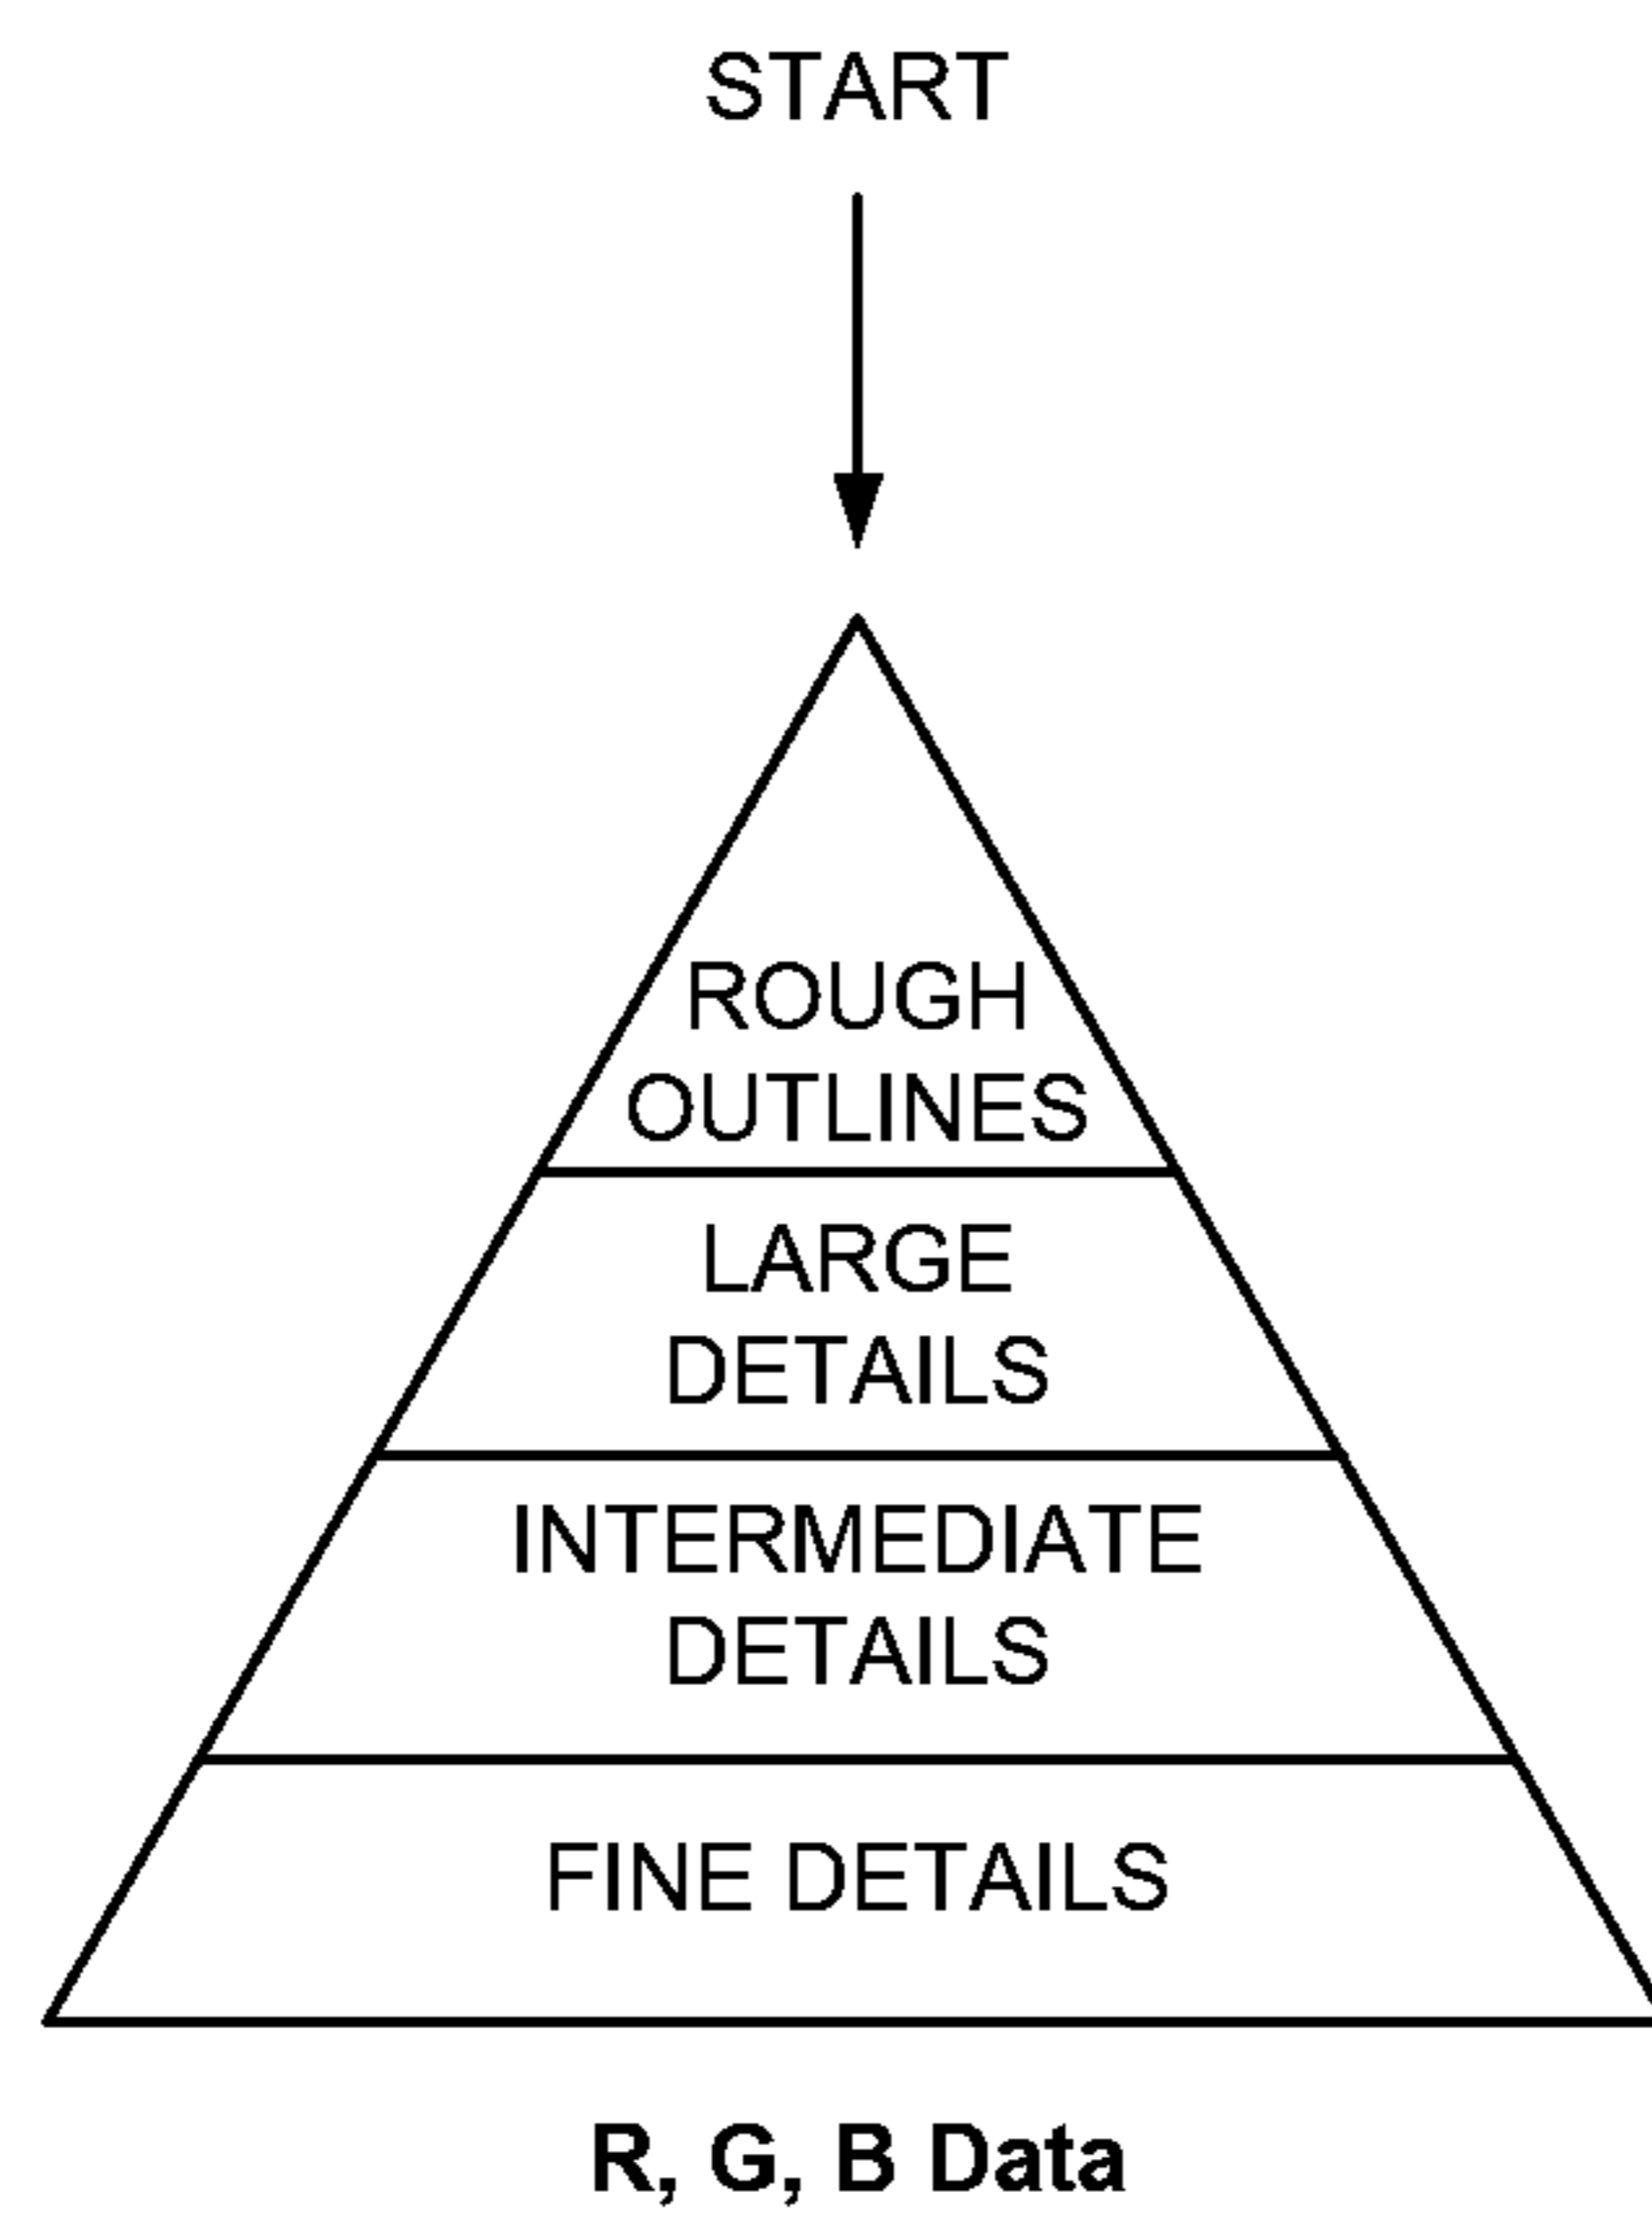 START
ROUGH
OUTLINES
LARGE
DETAILS
INTERMEDIATE
DETAILS
FINE DETAILS
R, G, B Data